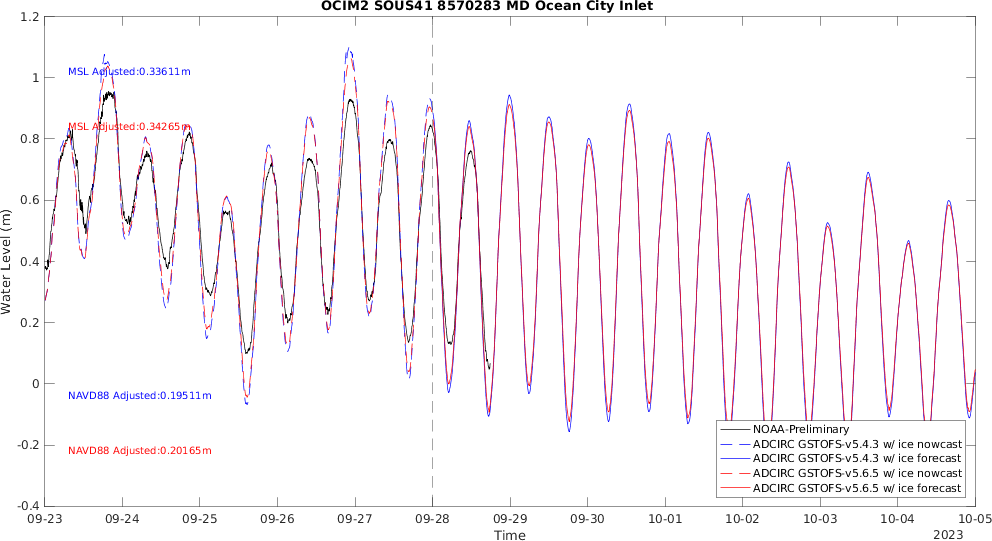 OCIM2 SOUS41 8570283 MD Ocean City Inlet
1.2
1
0.8
0.6
0.4
0.2
0
-0.2
-0.4
Water Level (m)
MSL Adjusted:0.33611m
MSL Adjusted:0.34265m
NAVD88 Adjusted:0.19511m
NAVD88 Adjusted:0.20165m
NOAA-Preliminary
ADCIRC GSTOFS-v5.4.3 w/ ice nowcast
ADCIRC GSTOFS-v5.4.3 w/ ice forecast
ADCIRC GSTOFS-v5.6.5 w/ ice nowcast
ADCIRC GSTOFS-v5.6.5 w/ ice forecast
09-23 09-24 09-25 09-26 09-27 09-28 09-29 09-30 10-01 10-02 10-03 10-04 10-05
Time
2023